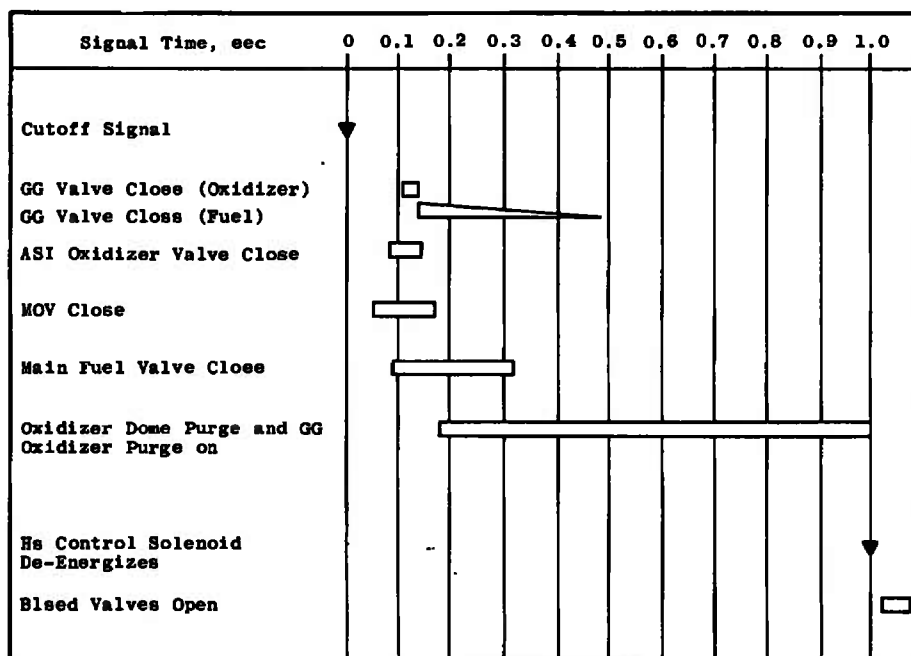 Signal Time, eec 0 0.1 0.2 0.3 0.4 0.5 0.6 0.7 0.8 0.9 1.0
Cutoff Signal
GG Valve Cloee (Oxidizer)
GG Valve Closs (Fuel)
ASI Oxidizer Valve Close
MOV Close
Main Fuel Valve Cloee
Oxidizer Dome Purge and GG
Oxidizer Purge on
Hs Control Solenoid
De-Energizes
Blsed Valves Open